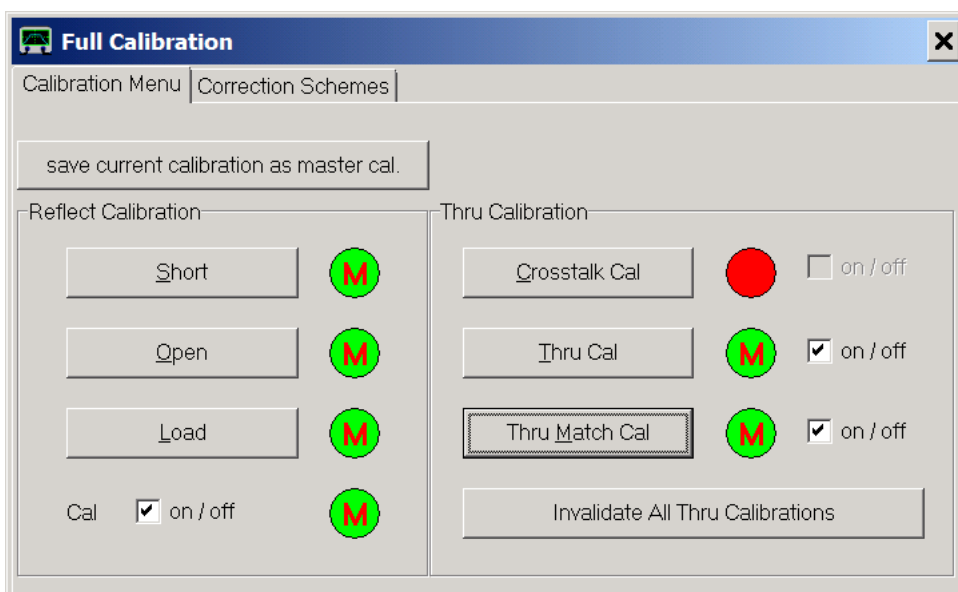 Full Calibration
Calibration Menu Correction Schemes
save current calibration as master cal.
Reflect Calibration
Short M
Open M
Load M
Cal on / off M
Thru Calibration
Crosstalk Cal on / off
Thru Cal M on / off
Thru Match Cal M on / off
Invalidate All Thru Calibrations